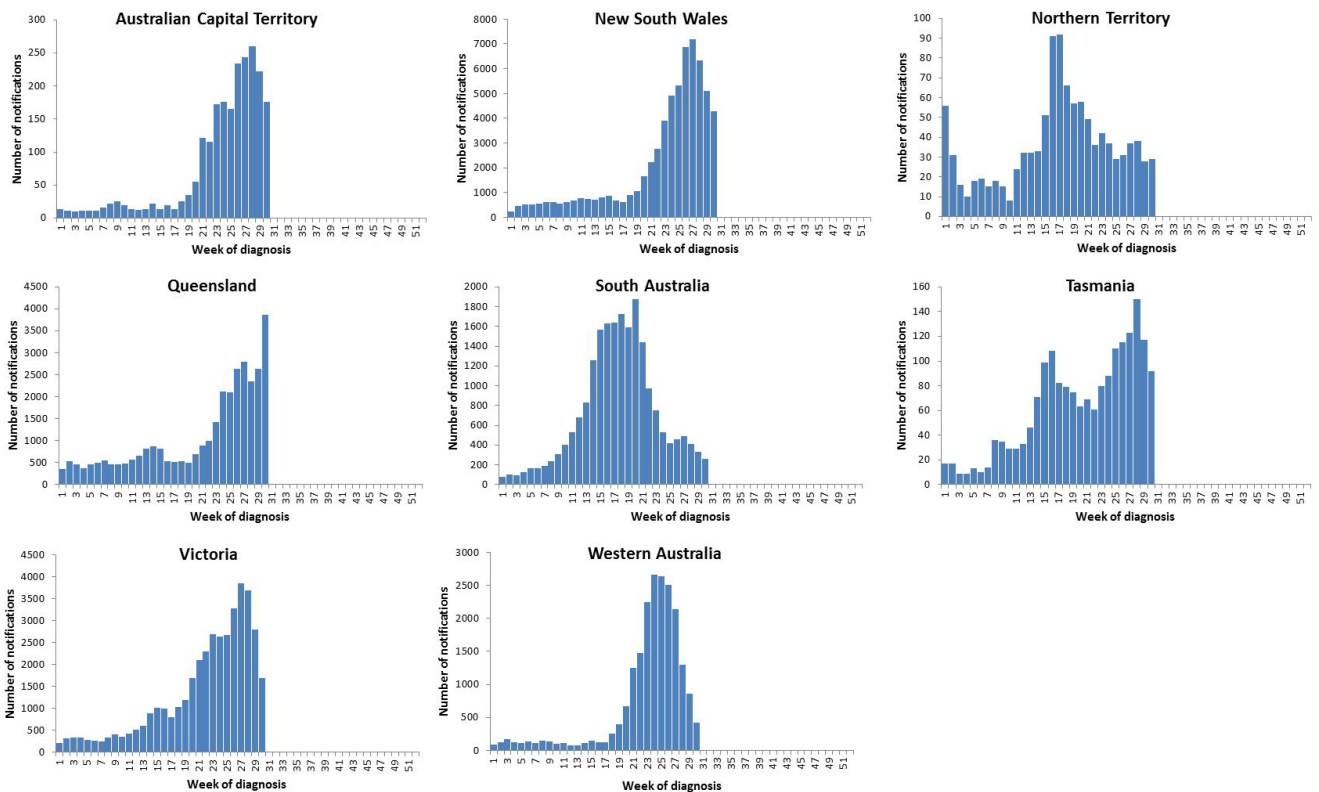 Australian Capital Territory
Number of notifications
300
250
200
150
100
50
0
1 3 5 7 9 11 13 15 17 19 21 23 25 27 29 31 33 35 37 39 41 43 45 47 49 51
Week of diagnosis
New South Wales
Number of notifications
8000
7000
6000
5000
4000
3000
2000
1000
0
1 3 5 7 9 11 13 15 17 19 21 23 25 27 29 31 33 35 37 39 41 43 45 47 49 51
Week of diagnosis
Northern Territory
Number of notifications
100
90
80
70
60
50
40
30
20
10
0
1 3 5 7 9 11 13 15 17 19 21 23 25 27 29 31 33 35 37 39 41 43 45 47 49 51
Week of diagnosis
Queensland
Number of notifications
4500
4000
3500
3000
2500
2000
1500
1000
500
0
1 3 5 7 9 11 13 15 17 19 21 23 25 27 29 31 33 35 37 39 41 43 45 47 49 51
Week of diagnosis
South Australia
Number of notifications
2000
1800
1600
1400
1200
1000
800
600
400
200
0
1 3 5 7 9 11 13 15 17 19 21 23 25 27 29 31 33 35 37 39 41 43 45 47 49 51
Week of diagnosis
Tasmania
Number of notifications
160
140
120
100
80
60
40
20
0
1 3 5 7 9 11 13 15 17 19 21 23 25 27 29 31 33 35 37 39 41 43 45 47 49 51
Week of diagnosis
Victoria
Number of notifications
4500
4000
3500
3000
2500
2000
1500
1000
500
0
1 3 5 7 9 11 13 15 17 19 21 23 25 27 29 31 33 35 37 39 41 43 45 47 49 51
Week of diagnosis
Western Australia
Number of notifications
3000
2500
2000
1500
1000
500
0
1 3 5 7 9 11 13 15 17 19 21 23 25 27 29 31 33 35 37 39 41 43 45 47 49 51
Week of diagnosis